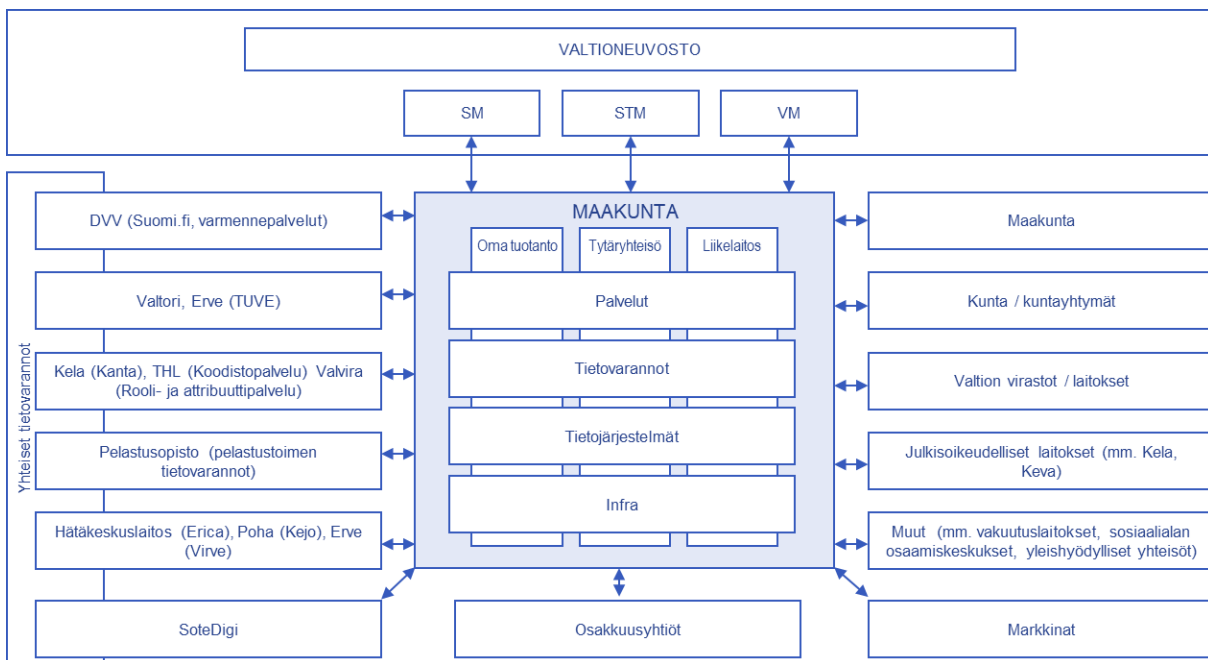 VALTIONEUVOSTO
SM
STM
VM
Yhteiset tietovarannot
DVV (Suomi.fi, varmennepalvelut)
Valtori, Erve (TUVE)
Kela (Kanta), THL (Koodistopalvelu) Valvira
(Rooli- ja attribuuttipalvelu)
Pelastusopisto (pelastustoimen
tietovarannot)
Hätäkeskuslaitos (Erica), Poha (Kejo), Erve
(Virve)
SoteDigi
MAAKUNTA
Oma tuotanto
Tytäryhteisö
Liikelaitos
Palvelut
Tietovarannot
Tietojärjestelmät
Infra
Osakkuusyhtiöt
Maakunta
Kunta / kuntayhtymät
Valtion virastot / laitokset
Julkisoikeudelliset laitokset (mm. Kela,
Keva)
Muut (mm. vakuutuslaitokset, sosiaalialan
osaamiskeskukset, yleishyödylliset yhteisöt)
Markkinat